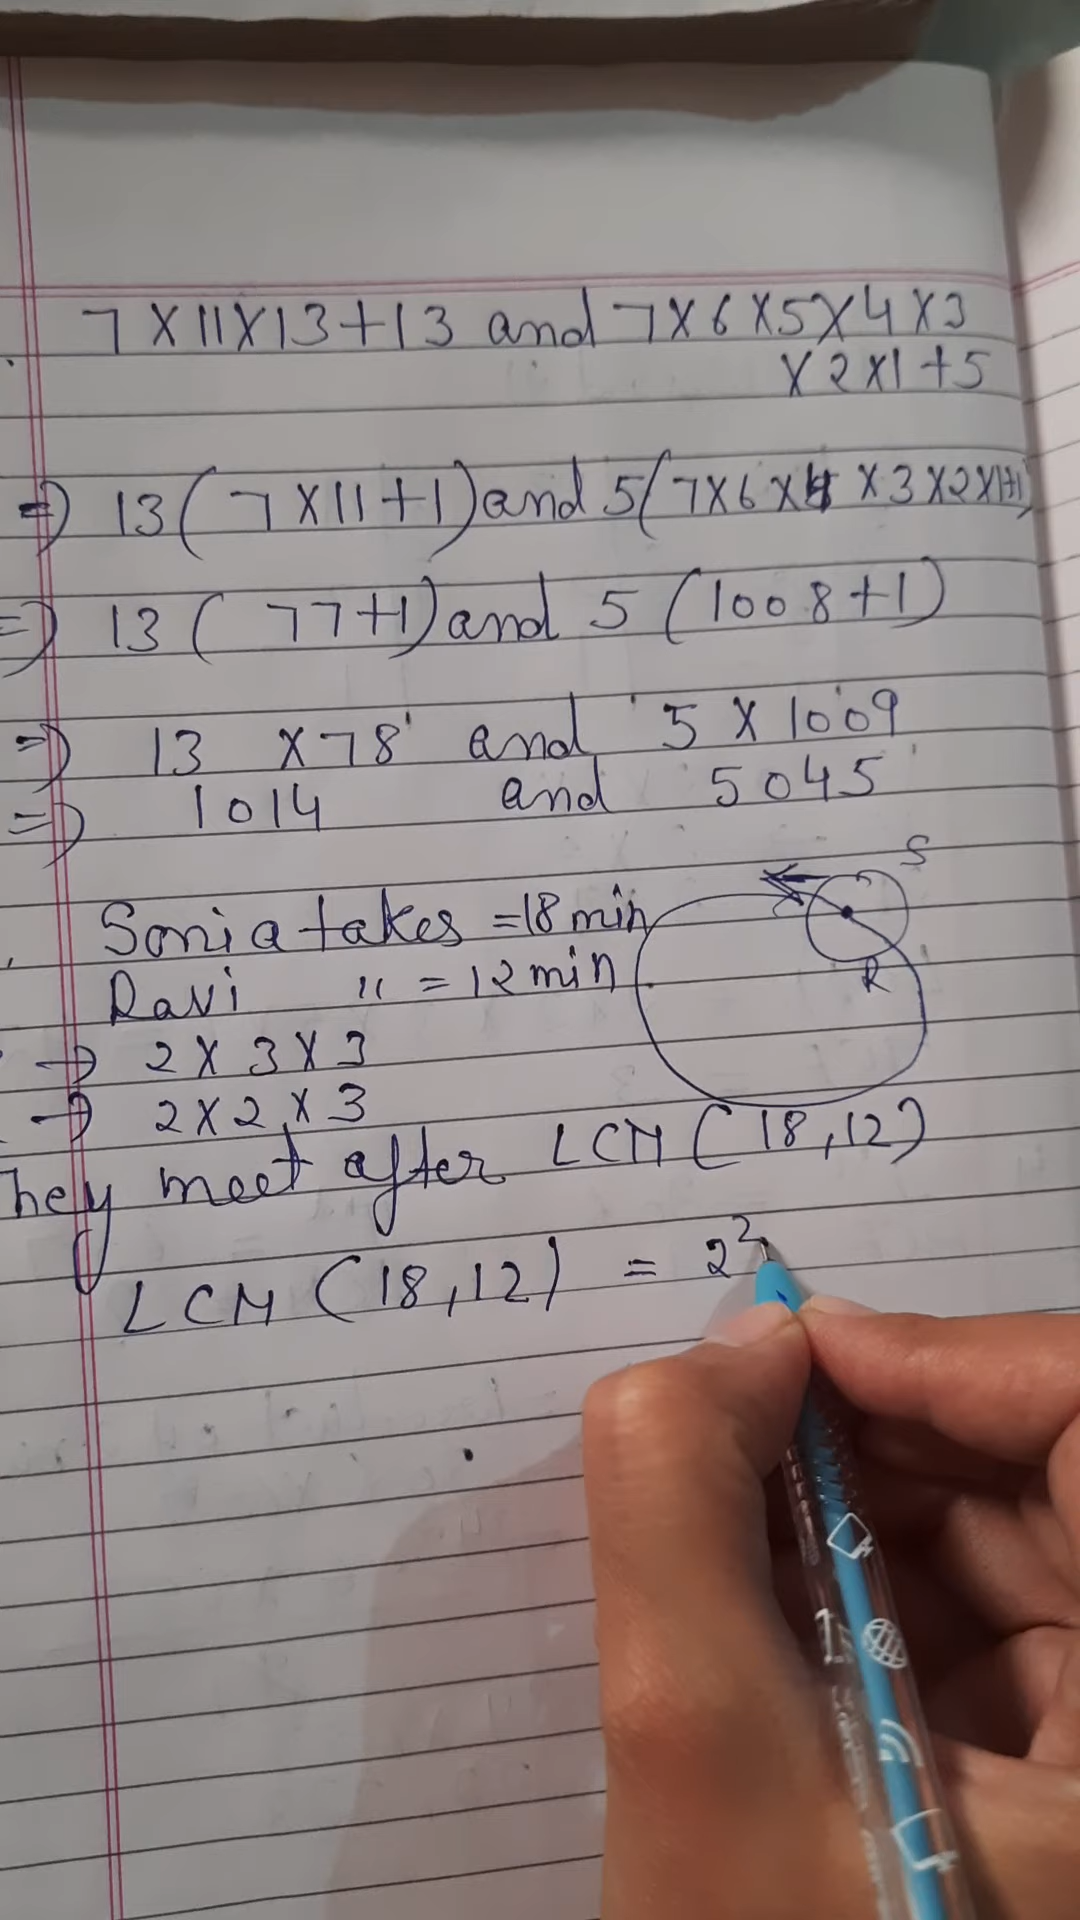 7 X 11 X 13 + 13 and 7 X 6 X 5 X 4 X 3
X 2 X 1 + 5
=) 13 ( 7 X 11 + 1 ) and 5 ( 7 X 6 X 4 X 3 X 2 X 1 + 1 )
=) 13 ( 77 + 1 ) and 5 ( 1008 + 1 )
=) 13 X 78 and 5 X 1009
=) 1014 and 5045
S
Sonia takes = 18 min
Ravi " = 12 min
R
→ 2 X 3 X 3
→ 2 X 2 X 3
They meet after LCM ( 18, 12 )
LCM ( 18, 12 ) = 2²